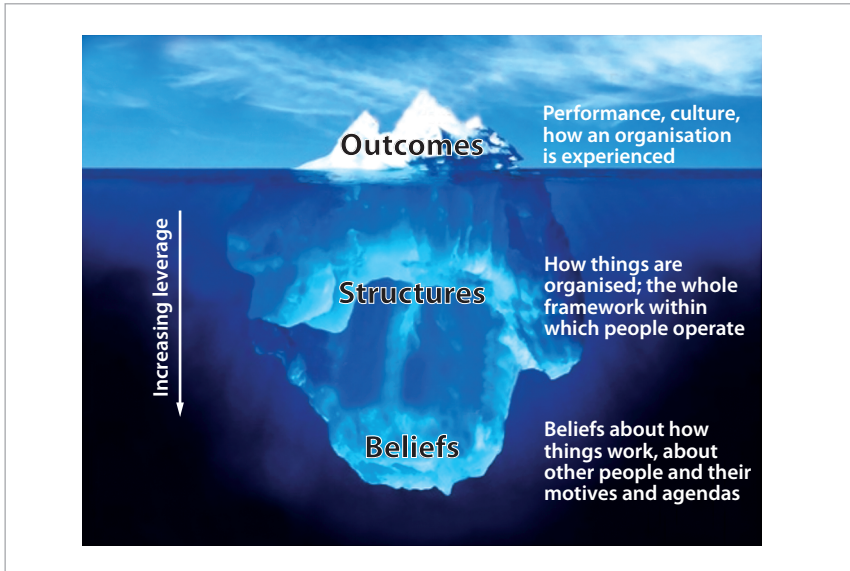 Outcomes
Performance, culture,
how an organisation
is experienced
Increasing leverage
Structures
How things are
organised; the whole
framework within
which people operate
Beliefs
Beliefs about how
things work, about
other people and their
motives and agendas